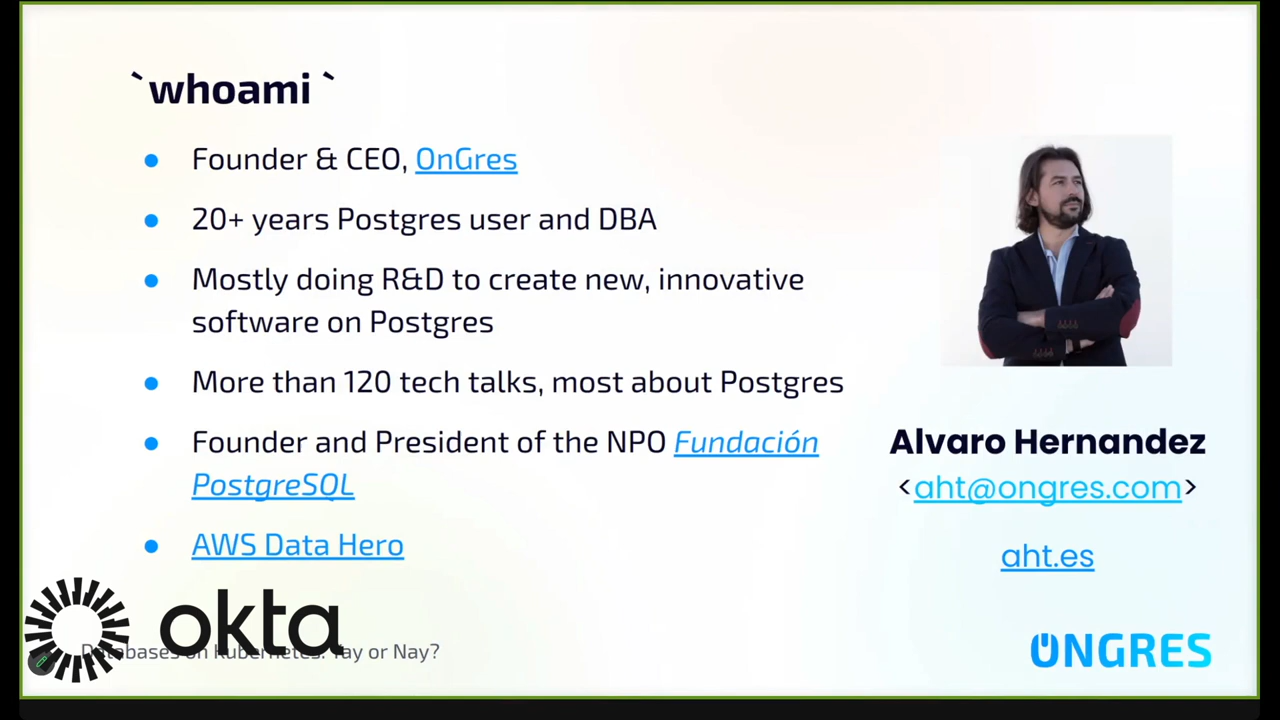 `whoami `
● Founder & CEO, OnGres
● 20+ years Postgres user and DBA
● Mostly doing R&D to create new, innovative
software on Postgres
● More than 120 tech talks, most about Postgres
● Founder and President of the NPO Fundación
PostgreSQL
● AWS Data Hero
Alvaro Hernandez
<aht@ongres.com>
aht.es
okta
Databases on Kubernetes: Yay or Nay?
ONGRES